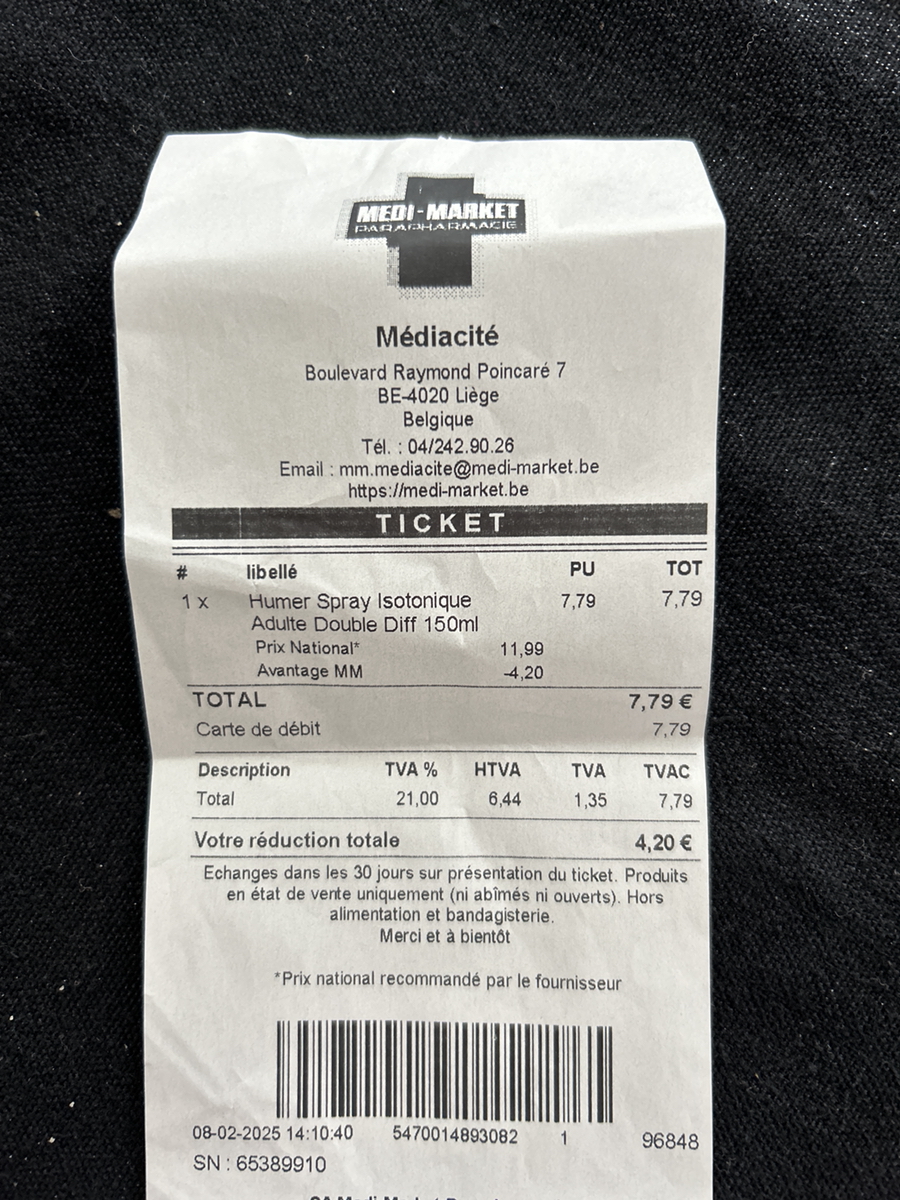 MEDI-MARKET
PARAPHARMACIE
Médiacité
Boulevard Raymond Poincaré 7
BE-4020 Liège
Belgique
Tél. : 04/242.90.26
Email : mm.mediacite@medi-market.be
https://medi-market.be
TICKET
# libellé PU TOT
1 x Humer Spray Isotonique 7,79 7,79
Adulte Double Diff 150ml
Prix National* 11,99
Avantage MM -4,20
TOTAL 7,79 €
Carte de débit 7,79
Description TVA % HTVA TVA TVAC
Total 21,00 6,44 1,35 7,79
Votre réduction totale 4,20 €
Echanges dans les 30 jours sur présentation du ticket. Produits
en état de vente uniquement (ni abîmés ni ouverts). Hors
alimentation et bandagisterie.
Merci et à bientôt
*Prix national recommandé par le fournisseur
08-02-2025 14:10:40 5470014893082 1 96848
SN : 65389910